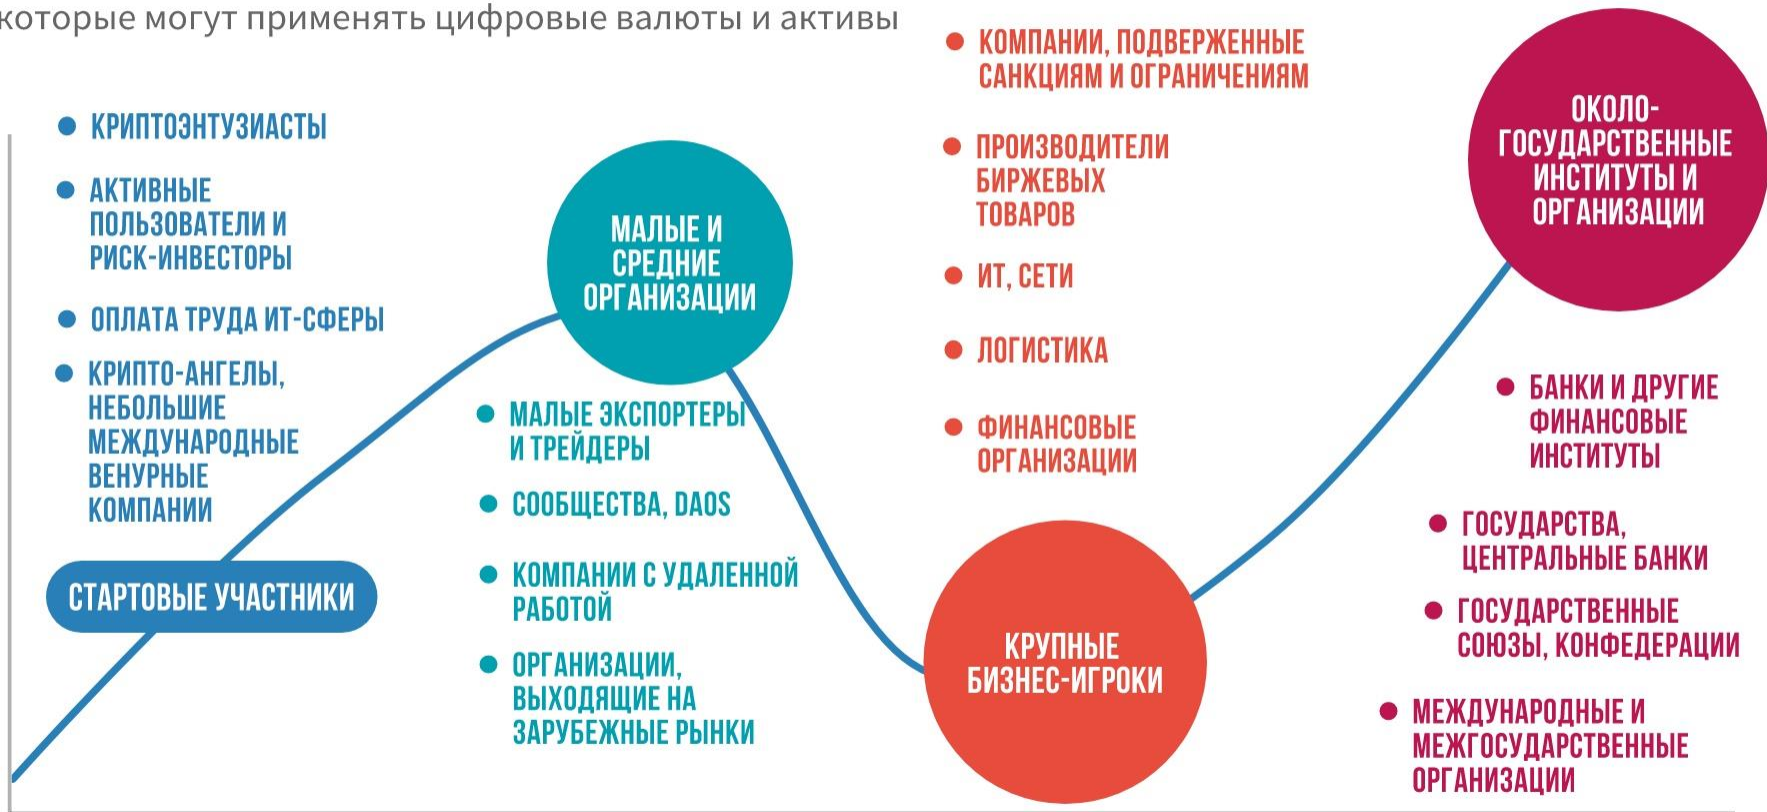 которые могут применять цифровые валюты и активы
КРИПТОЭНТУЗИАСТЫ
АКТИВНЫЕ
ПОЛЬЗОВАТЕЛИ И
РИСК-ИНВЕСТОРЫ
ОПЛАТА ТРУДА ИТ-СФЕРЫ
КРИПТО-АНГЕЛЫ,
НЕБОЛЬШИЕ
МЕЖДУНАРОДНЫЕ
ВЕНУРНЫЕ
КОМПАНИИ
СТАРТОВЫЕ УЧАСТНИКИ
МАЛЫЕ И
СРЕДНИЕ
ОРГАНИЗАЦИИ
МАЛЫЕ ЭКСПОРТЕРЫ
И ТРЕЙДЕРЫ
СООБЩЕСТВА, DAOS
КОМПАНИИ С УДАЛЕННОЙ
РАБОТОЙ
ОРГАНИЗАЦИИ,
ВЫХОДЯЩИЕ НА
ЗАРУБЕЖНЫЕ РЫНКИ
КОМПАНИИ, ПОДВЕРЖЕННЫЕ
САНКЦИЯМ И ОГРАНИЧЕНИЯМ
ПРОИЗВОДИТЕЛИ
БИРЖЕВЫХ
ТОВАРОВ
ИТ, СЕТИ
ЛОГИСТИКА
ФИНАНСОВЫЕ
ОРГАНИЗАЦИИ
КРУПНЫЕ
БИЗНЕС-ИГРОКИ
ОКОЛО-
ГОСУДАРСТВЕННЫЕ
ИНСТИТУТЫ И
ОРГАНИЗАЦИИ
БАНКИ И ДРУГИЕ
ФИНАНСОВЫЕ
ИНСТИТУТЫ
ГОСУДАРСТВА,
ЦЕНТРАЛЬНЫЕ БАНКИ
ГОСУДАРСТВЕННЫЕ
СОЮЗЫ, КОНФЕДЕРАЦИИ
МЕЖДУНАРОДНЫЕ И
МЕЖГОСУДАРСТВЕННЫЕ
ОРГАНИЗАЦИИ